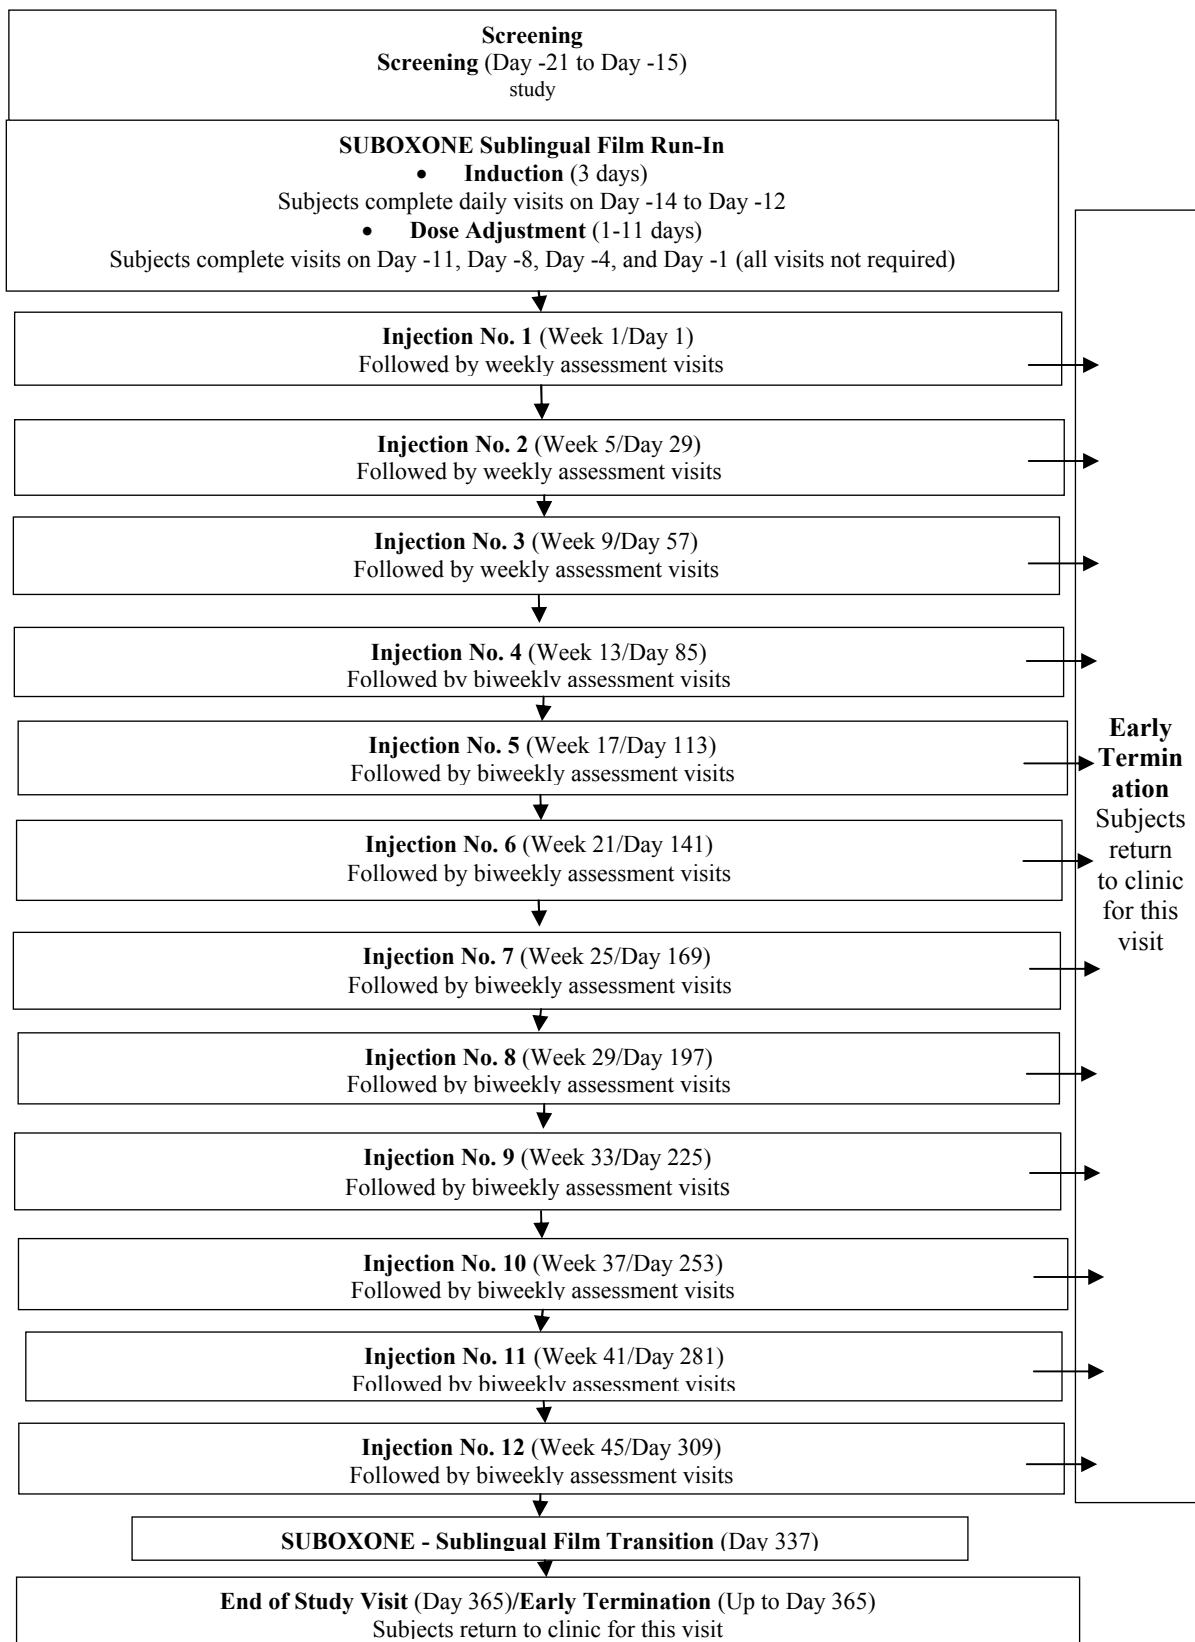 Screening
Screening (Day -21 to Day -15)
study
SUBOXONE Sublingual Film Run-In
• Induction (3 days)
Subjects complete daily visits on Day -14 to Day -12
• Dose Adjustment (1-11 days)
Subjects complete visits on Day -11, Day -8, Day -4, and Day -1 (all visits not required)
Injection No. 1 (Week 1/Day 1)
Followed by weekly assessment visits
Injection No. 2 (Week 5/Day 29)
Followed by weekly assessment visits
Injection No. 3 (Week 9/Day 57)
Followed by weekly assessment visits
Injection No. 4 (Week 13/Day 85)
Followed by biweekly assessment visits
Injection No. 5 (Week 17/Day 113)
Followed by biweekly assessment visits
Injection No. 6 (Week 21/Day 141)
Followed by biweekly assessment visits
Injection No. 7 (Week 25/Day 169)
Followed by biweekly assessment visits
Injection No. 8 (Week 29/Day 197)
Followed by biweekly assessment visits
Injection No. 9 (Week 33/Day 225)
Followed by biweekly assessment visits
Injection No. 10 (Week 37/Day 253)
Followed by biweekly assessment visits
Injection No. 11 (Week 41/Day 281)
Followed by biweekly assessment visits
Injection No. 12 (Week 45/Day 309)
Followed by biweekly assessment visits
Early
Termin
ation
Subjects
return
to clinic
for this
visit
SUBOXONE - Sublingual Film Transition (Day 337)
End of Study Visit (Day 365)/Early Termination (Up to Day 365)
Subjects return to clinic for this visit